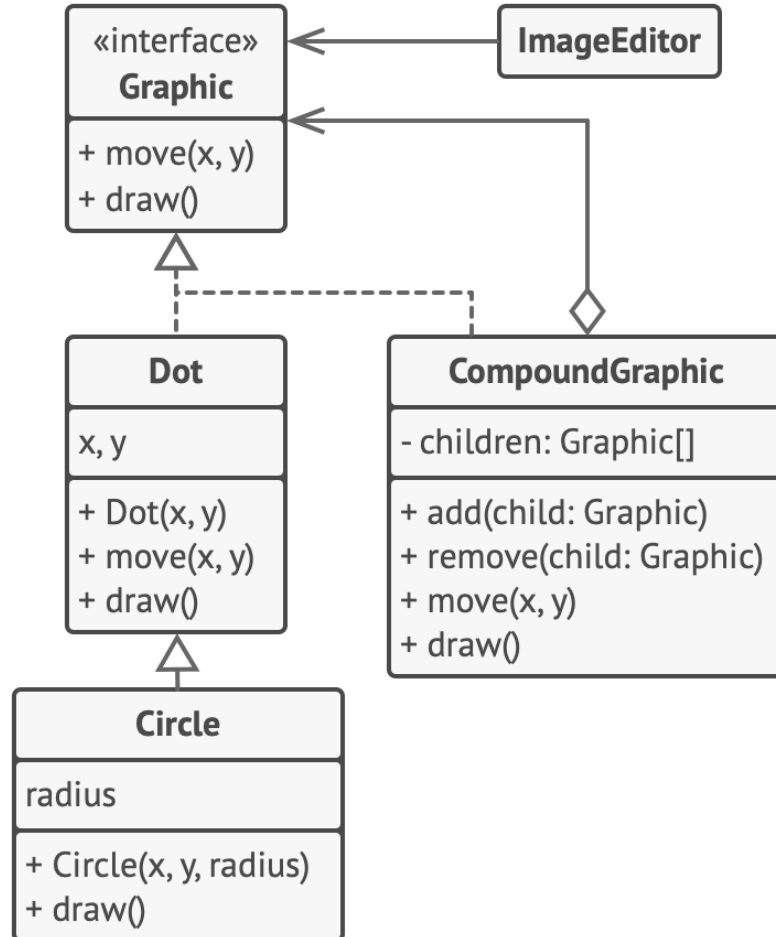 «interface»
Graphic
+ move(x, y)
+ draw()
ImageEditor
Dot
x, y
+ Dot(x, y)
+ move(x, y)
+ draw()
CompoundGraphic
- children: Graphic[]
+ add(child: Graphic)
+ remove(child: Graphic)
+ move(x, y)
+ draw()
Circle
radius
+ Circle(x, y, radius)
+ draw()